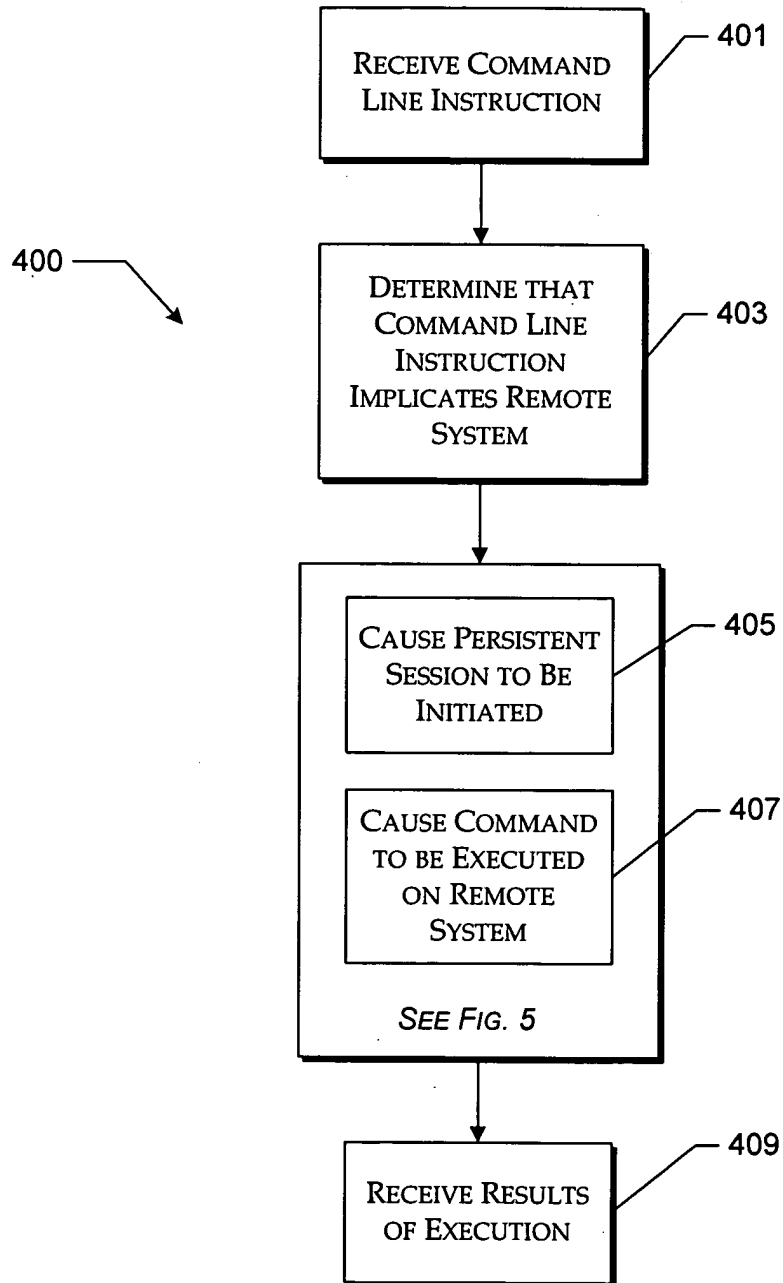 401
RECEIVE COMMAND
LINE INSTRUCTION
400
DETERMINE THAT
COMMAND LINE
INSTRUCTION
IMPLICATES REMOTE
SYSTEM
403
CAUSE PERSISTENT
SESSION TO BE
INITIATED
405
CAUSE COMMAND
TO BE EXECUTED
ON REMOTE
SYSTEM
407
SEE FIG. 5
409
RECEIVE RESULTS
OF EXECUTION